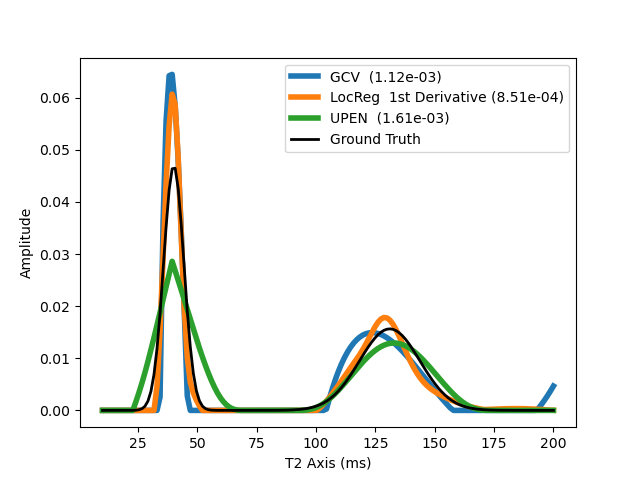 GCV (1.12e-03)
LocReg 1st Derivative (8.51e-04)
UPEN (1.61e-03)
Ground Truth
Amplitude
0.06
0.05
0.04
0.03
0.02
0.01
0.00
25 50 75 100 125 150 175 200
T2 Axis (ms)